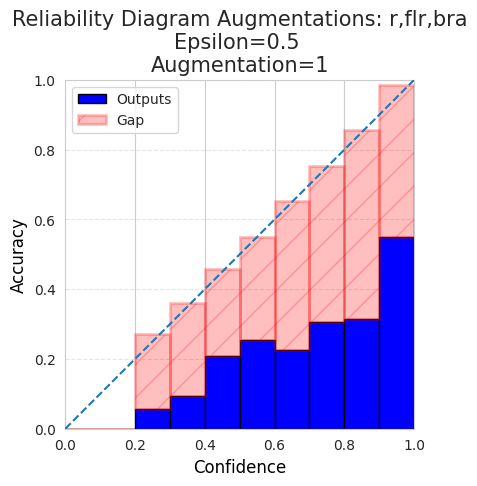 Reliability Diagram Augmentations: r,flr,bra
Epsilon=0.5
Augmentation=1
1.0
0.8
0.6
0.4
0.2
0.0
Accuracy
Outputs
Gap
0.0 0.2 0.4 0.6 0.8 1.0
Confidence